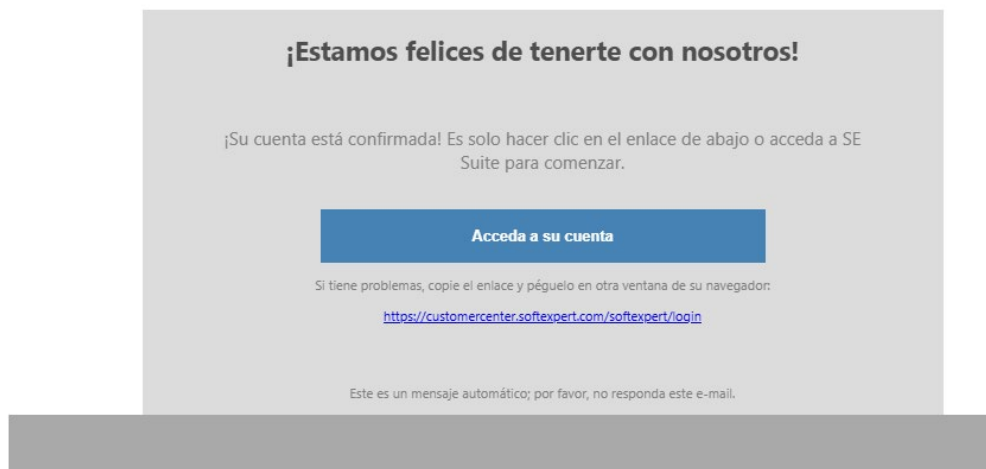 ¡Estamos felices de tenerte con nosotros!
¡Su cuenta está confirmada! Es solo hacer clic en el enlace de abajo o acceda a SE
Suite para comenzar.
Acceda a su cuenta
Si tiene problemas, copie el enlace y péguelo en otra ventana de su navegador:
https://customercenter.softexpert.com/softexpert/login
Este es un mensaje automático; por favor, no responda este e-mail.